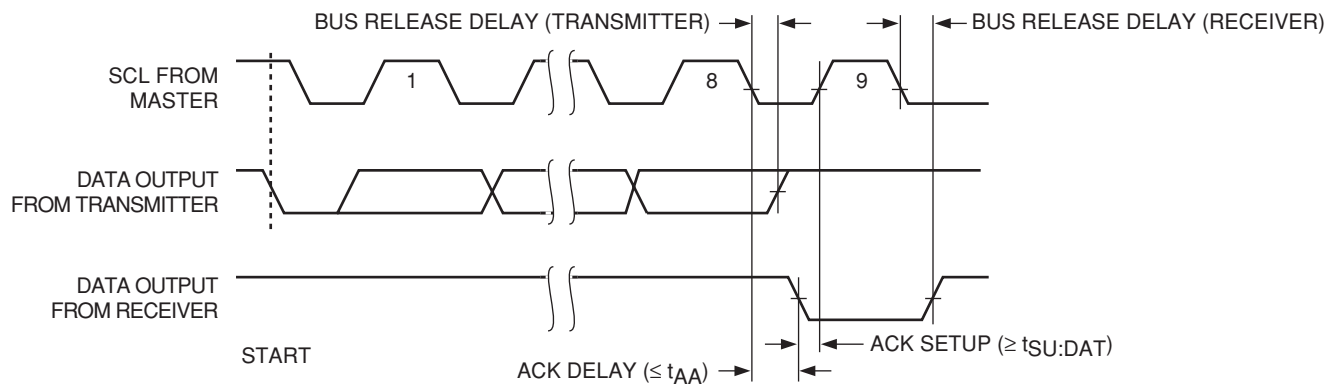 BUS RELEASE DELAY (TRANSMITTER)
BUS RELEASE DELAY (RECEIVER)
SCL FROM
MASTER
1
8
9
DATA OUTPUT
FROM TRANSMITTER
DATA OUTPUT
FROM RECEIVER
START
ACK SETUP (≥ tSU:DAT)
ACK DELAY (≤ tAA)